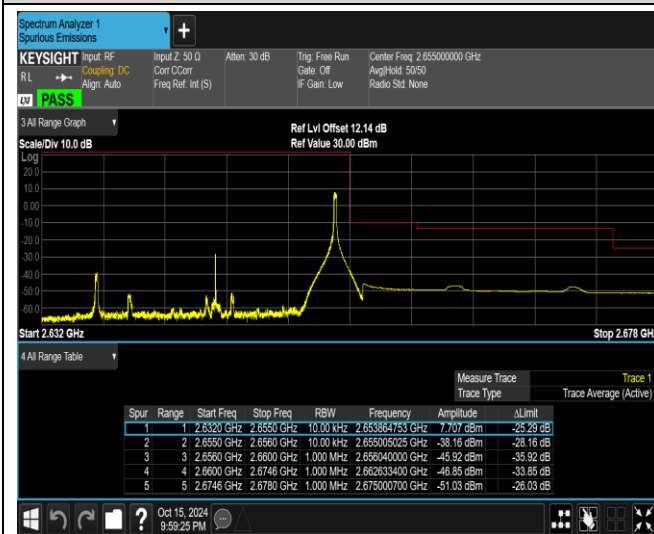 Spectrum Analyzer 1
Spurious Emissions
+
KEYSIGHT Input: RF Input Z: 50 Ω Atten: 30 dB Trig: Free Run Center Freq: 2.655000000 GHz
RL Coupling: DC Corr CCorr Gate: Off Avg|Hold: 50/50
Align: Auto Freq Ref: Int (S) IF Gain: Low Radio Std: None
LXI PASS
3 All Range Graph
Ref Lvl Offset 12.14 dB
Scale/Div 10.0 dB Ref Value 30.00 dBm
Log
20.0
10.0
0.00
-10.0
-20.0
-30.0
-40.0
-50.0
-60.0
Start 2.632 GHz Stop 2.678 GH
4 All Range Table
Measure Trace Trace 1
Trace Type Trace Average (Active)
Spur Range Start Freq Stop Freq RBW Frequency Amplitude ΔLimit
1 1 2.6320 GHz 2.6550 GHz 10.00 kHz 2.653864753 GHz 7.707 dBm -25.29 dB
2 2 2.6550 GHz 2.6560 GHz 10.00 kHz 2.655005025 GHz -38.16 dBm -28.16 dB
3 3 2.6560 GHz 2.6600 GHz 1.000 MHz 2.656040000 GHz -45.92 dBm -35.92 dB
4 4 2.6600 GHz 2.6746 GHz 1.000 MHz 2.662633400 GHz -46.85 dBm -33.85 dB
5 5 2.6746 GHz 2.6780 GHz 1.000 MHz 2.675000700 GHz -51.03 dBm -26.03 dB
? Oct 15, 2024
9:59:25 PM